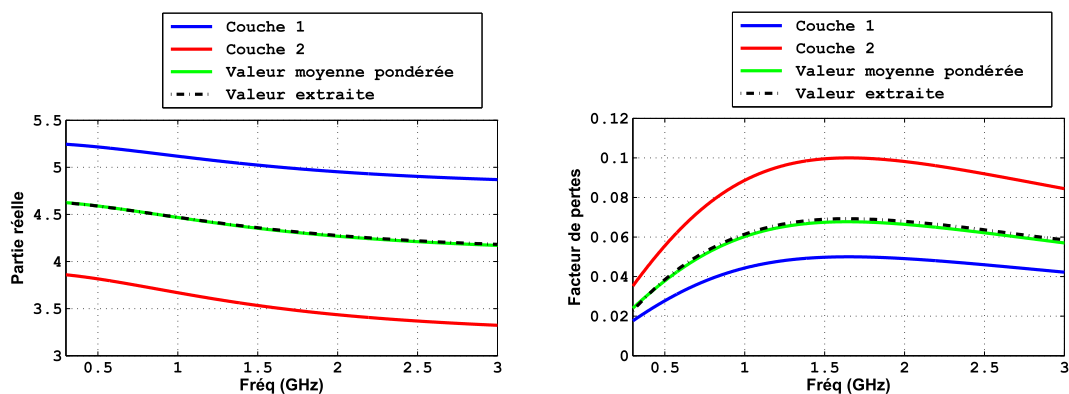 Couche 1
Couche 2
Valeur moyenne pondérée
Valeur extraite
5.5
5
4.5
4
3.5
3
Partie réelle
0.5 1 1.5 2 2.5 3
Fréq (GHz)
Couche 1
Couche 2
Valeur moyenne pondérée
Valeur extraite
0.12
0.1
0.08
0.06
0.04
0.02
0
Facteur de pertes
0.5 1 1.5 2 2.5 3
Fréq (GHz)